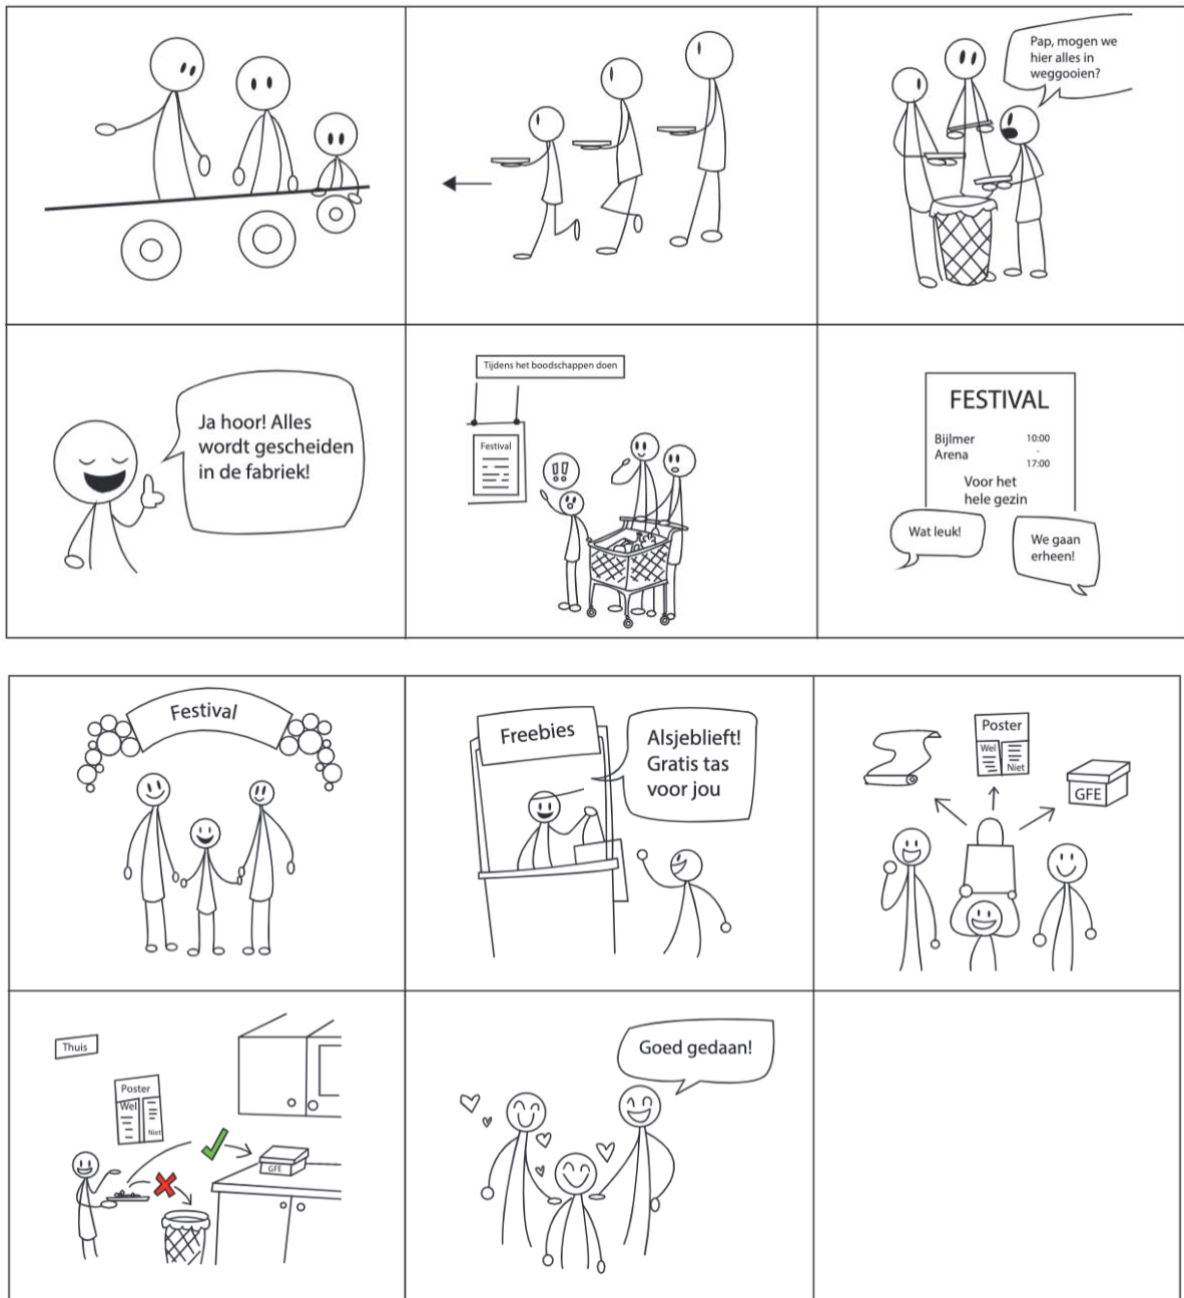 Pap, mogen we
hier alles in
weggooien?
Ja hoor! Alles
wordt gescheiden
in de fabriek!
Tijdens het boodschappen doen
Festival
!!
FESTIVAL
Bijlmer
Arena
10:00
-
17:00
Voor het
hele gezin
Wat leuk!
We gaan
erheen!
Festival
Freebies
Alsjeblieft!
Gratis tas
voor jou
Poster
Wel
Niet
GFE
Thuis
Poster
Wel
Niet
GFE
Goed gedaan!